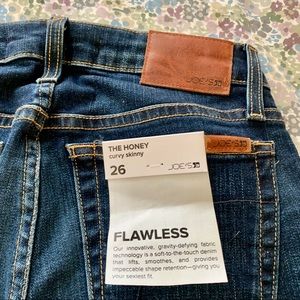 JOE'S
THE HONEY
curvy skinny
26
JOE'S
FLAWLESS
Our innovative, gravity-defying fabric
technology is a soft-to-the-touch denim
that lifts, smoothes, and provides
impeccable shape retention—giving you
your sexiest fit.